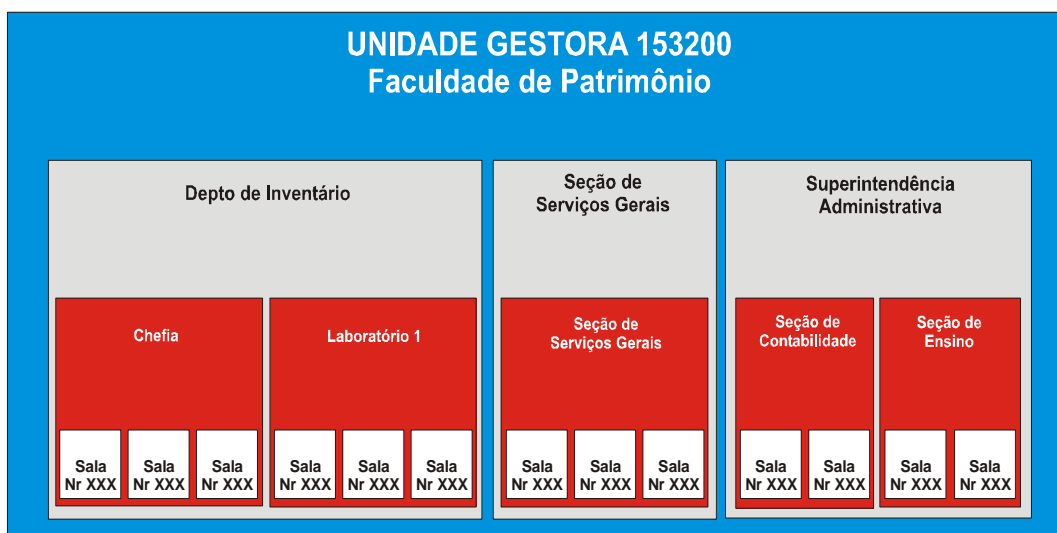 UNIDADE GESTORA 153200
Faculdade de Patrimônio
Depto de Inventário
Seção de
Serviços Gerais
Superintendência
Administrativa
Chefia
Laboratório 1
Seção de
Serviços Gerais
Seção de
Contabilidade
Seção de
Ensino
Sala
Nr XXX
Sala
Nr XXX
Sala
Nr XXX
Sala
Nr XXX
Sala
Nr XXX
Sala
Nr XXX
Sala
Nr XXX
Sala
Nr XXX
Sala
Nr XXX
Sala
Nr XXX
Sala
Nr XXX
Sala
Nr XXX
Sala
Nr XXX